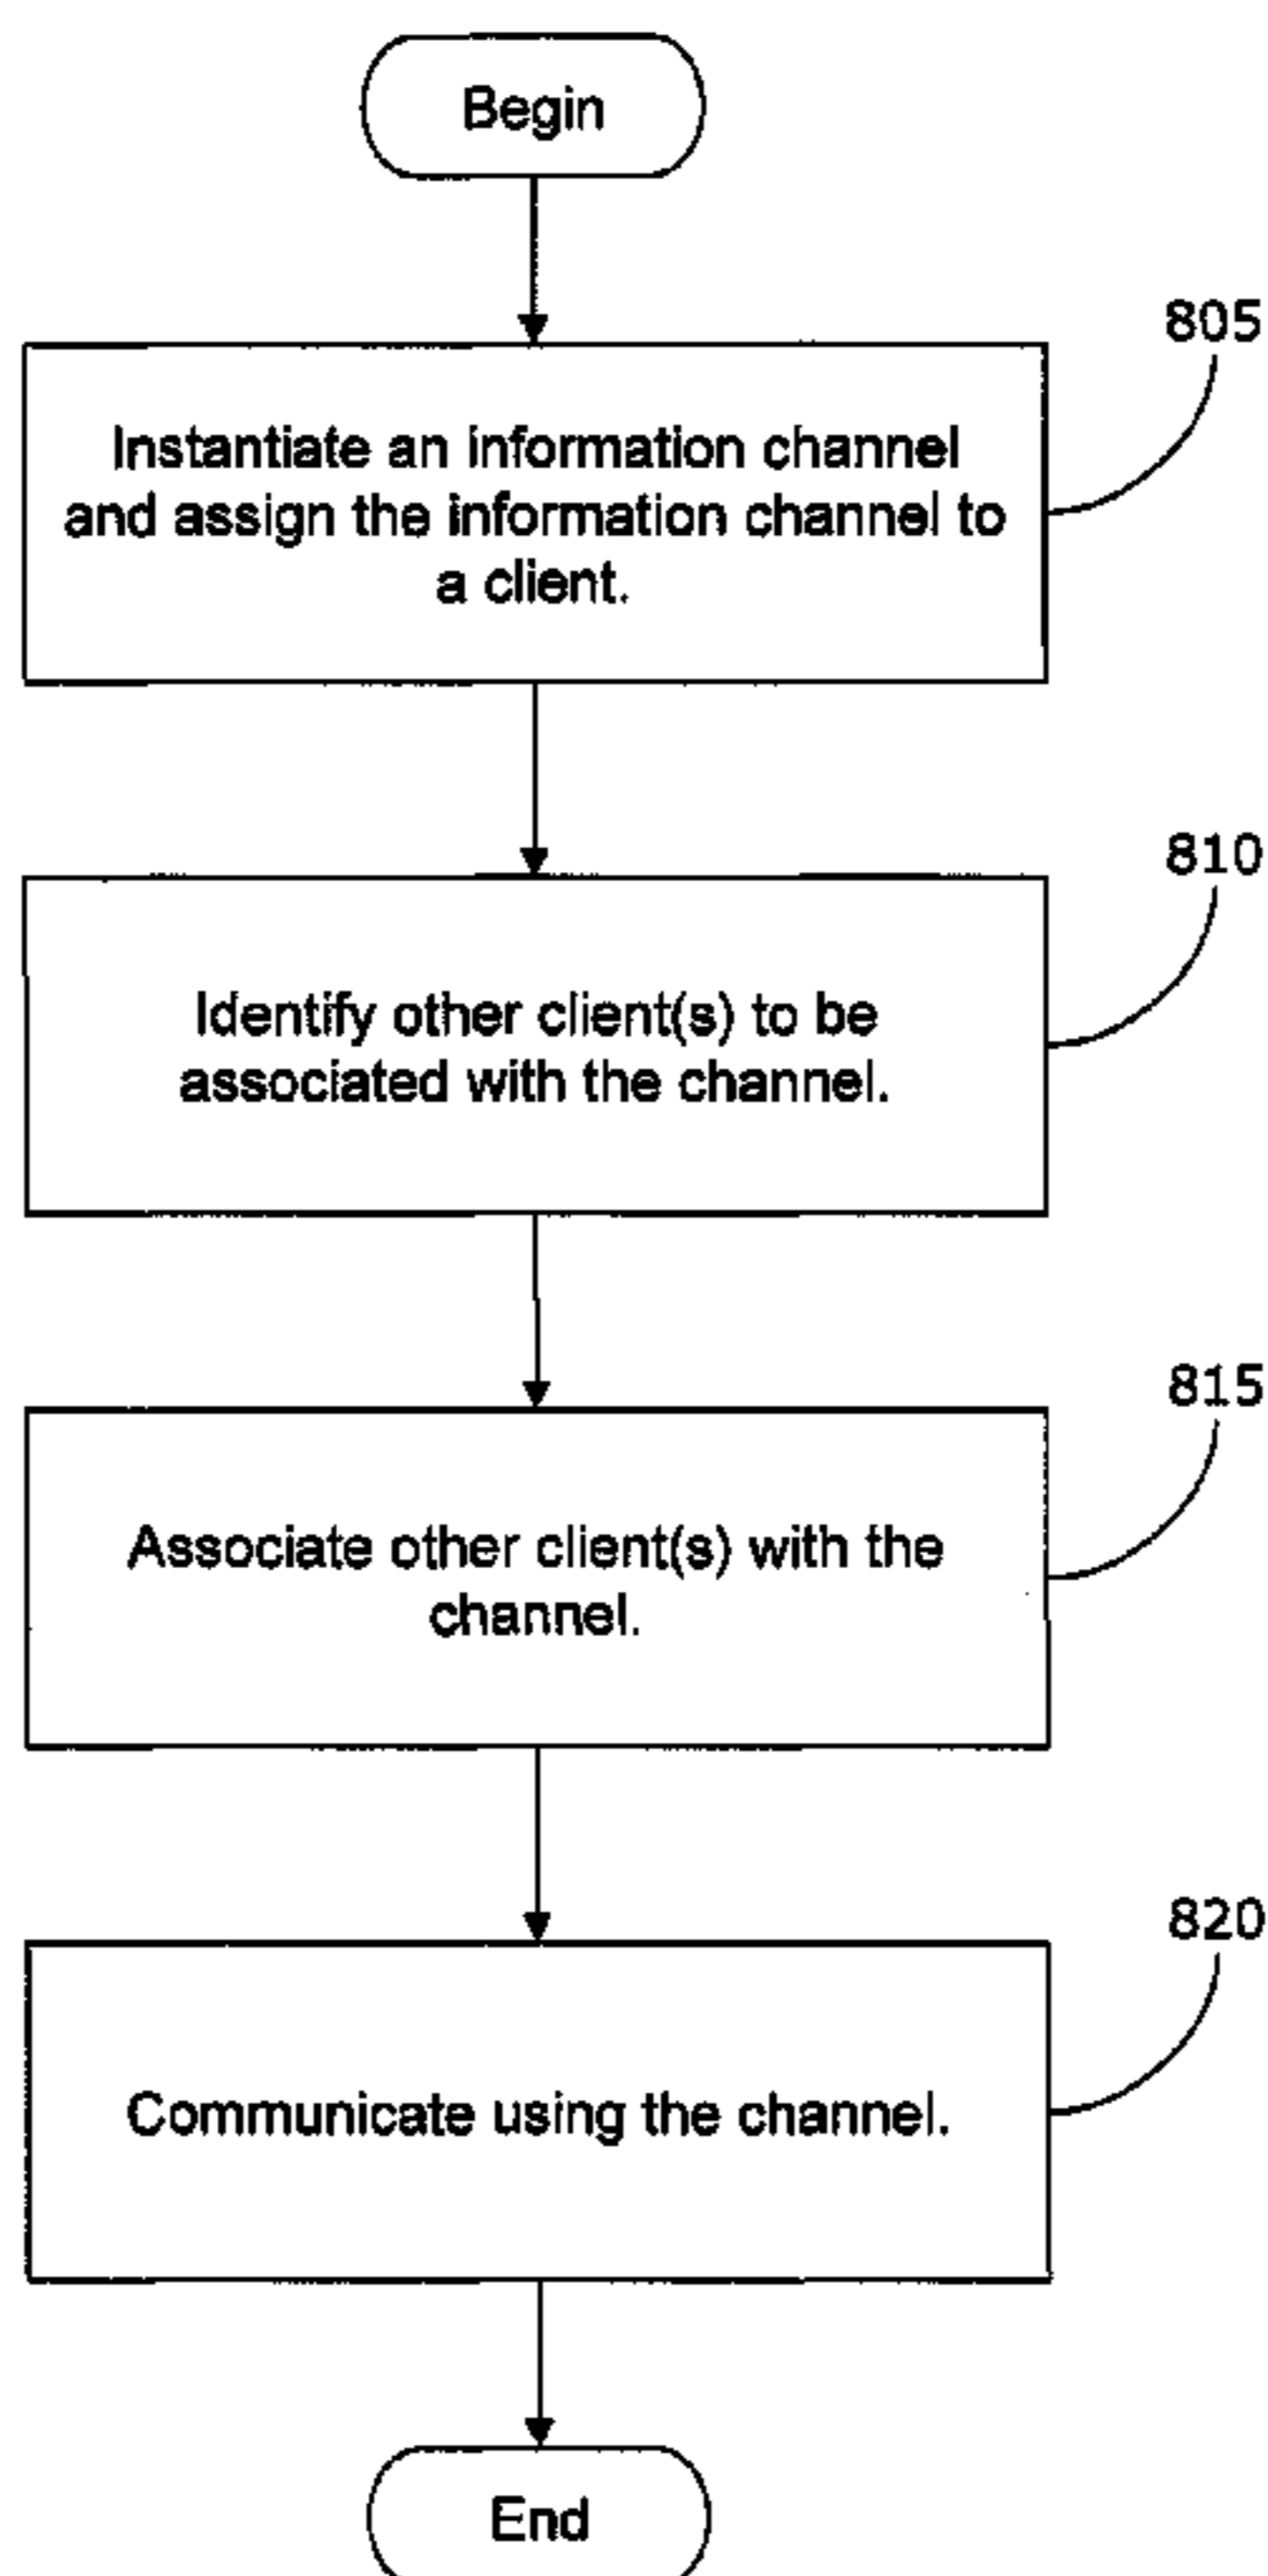 Begin
805
Instantiate an information channel
and assign the information channel to
a client.
810
Identify other client(s) to be
associated with the channel.
815
Associate other client(s) with the
channel.
820
Communicate using the channel.
End